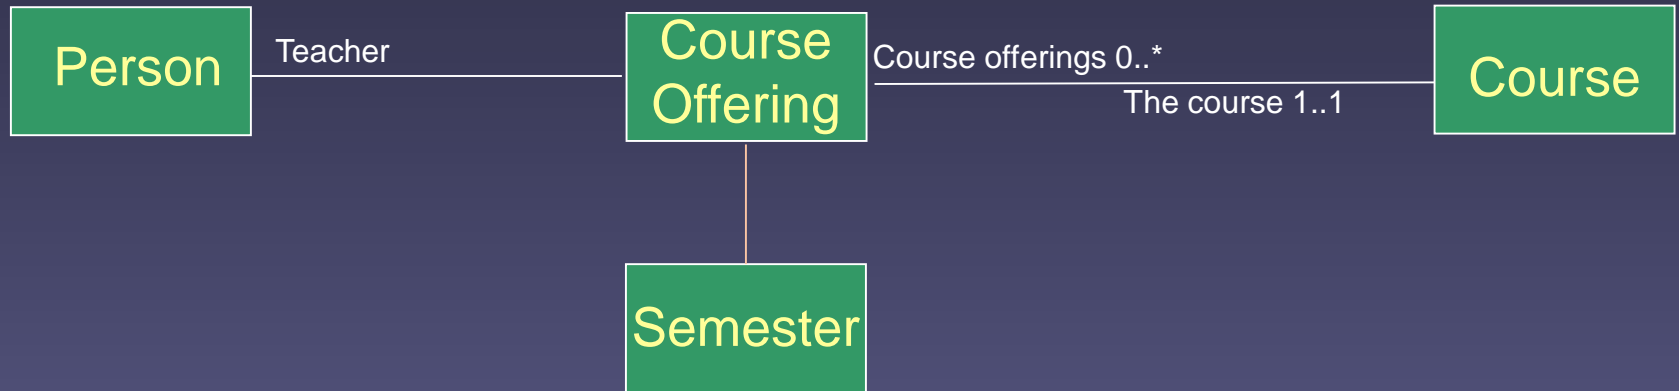 Person
Teacher
Course
Offering
Course offerings 0..*
The course 1..1
Course
Semester